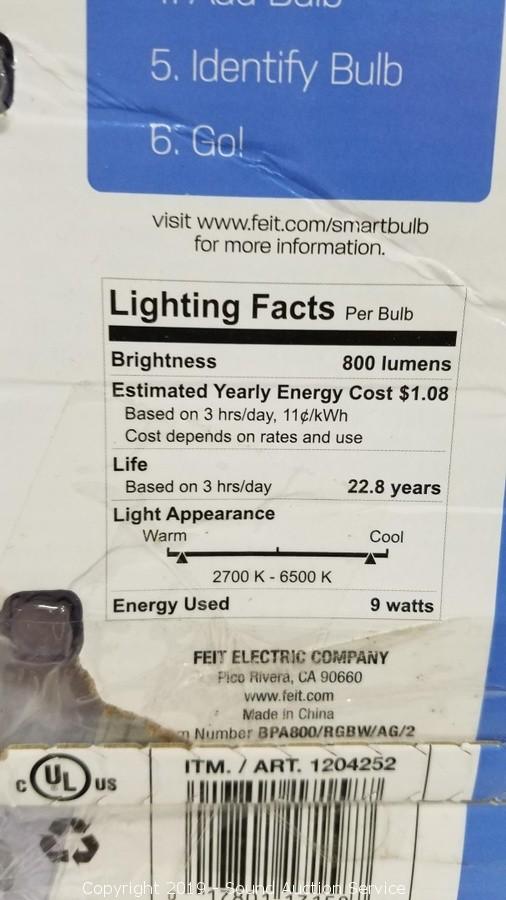 4. Add Bulb
5. Identify Bulb
6. Go!
visit www.feit.com/smartbulb
for more information.
Lighting Facts Per Bulb
Brightness 800 lumens
Estimated Yearly Energy Cost $1.08
Based on 3 hrs/day, 11¢/kWh
Cost depends on rates and use
Life
Based on 3 hrs/day 22.8 years
Light Appearance
Warm Cool
2700 K - 6500 K
Energy Used 9 watts
FEIT ELECTRIC COMPANY
Pico Rivera, CA 90660
www.feit.com
Made in China
m Number BPA800/RGBW/AG/2
ITM. / ART. 1204252
C UL US
Copyright 2019 - Sound Auction Service